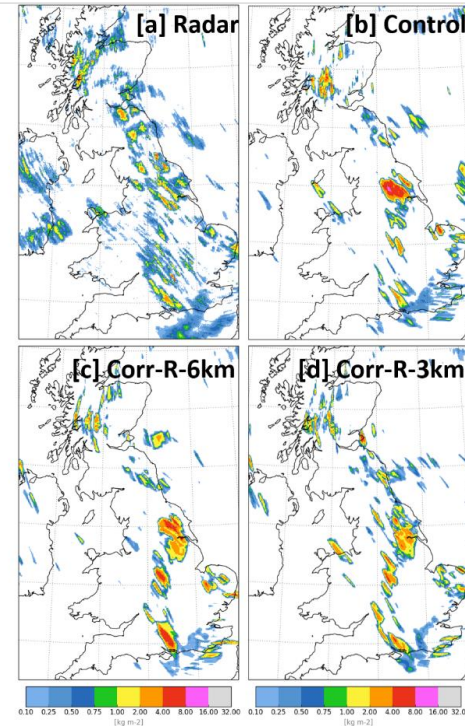 [a] Radar
[b] Control
[c] Corr-R-6km
[d] Corr-R-3km
0.10 0.25 0.50 0.75 1.00 2.00 4.00 8.00 16.00 32.00
[kg m-2]
0.10 0.25 0.50 0.75 1.00 2.00 4.00 8.00 16.00 32.00
[kg m-2]